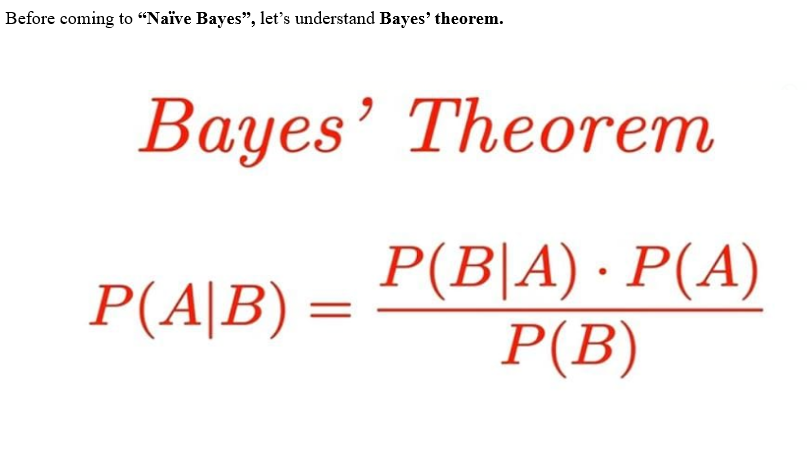 Before coming to “Naïve Bayes”, let’s understand Bayes’ theorem.
Bayes’ Theorem
P(A|B) = P(B|A) · P(A) / P(B)